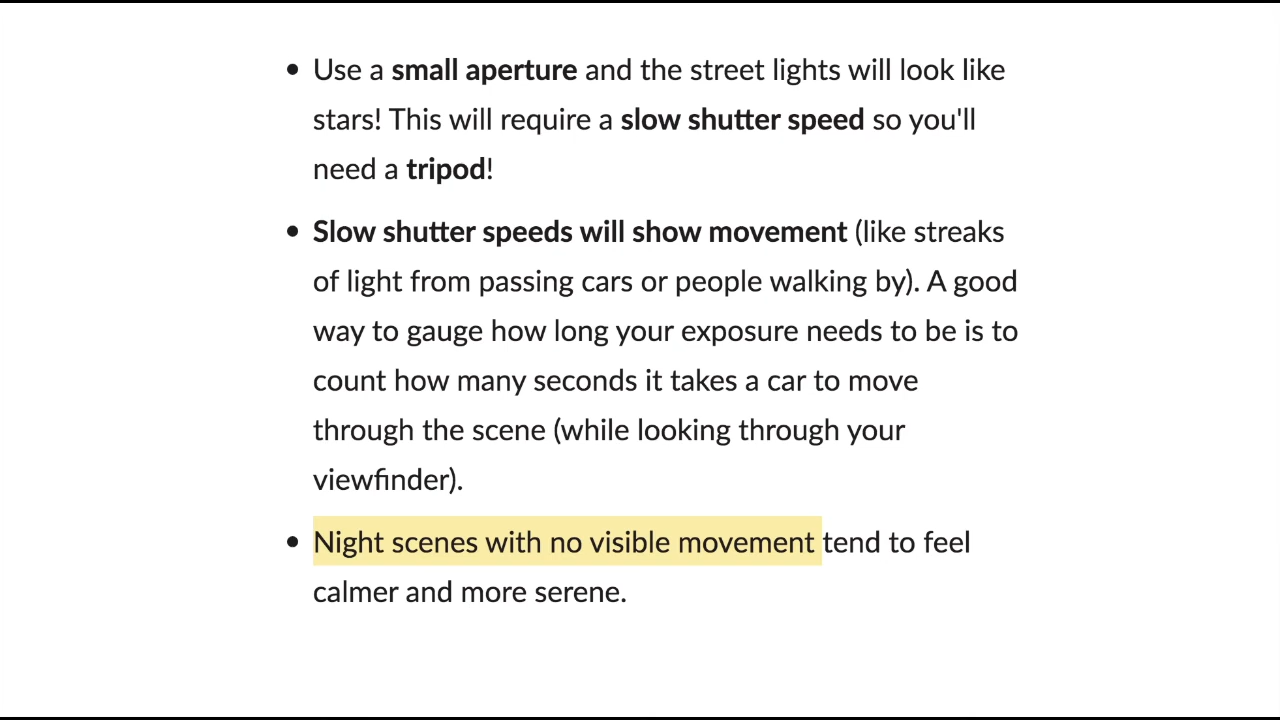 • Use a small aperture and the street lights will look like
stars! This will require a slow shutter speed so you'll
need a tripod!
• Slow shutter speeds will show movement (like streaks
of light from passing cars or people walking by). A good
way to gauge how long your exposure needs to be is to
count how many seconds it takes a car to move
through the scene (while looking through your
viewfinder).
• Night scenes with no visible movement tend to feel
calmer and more serene.